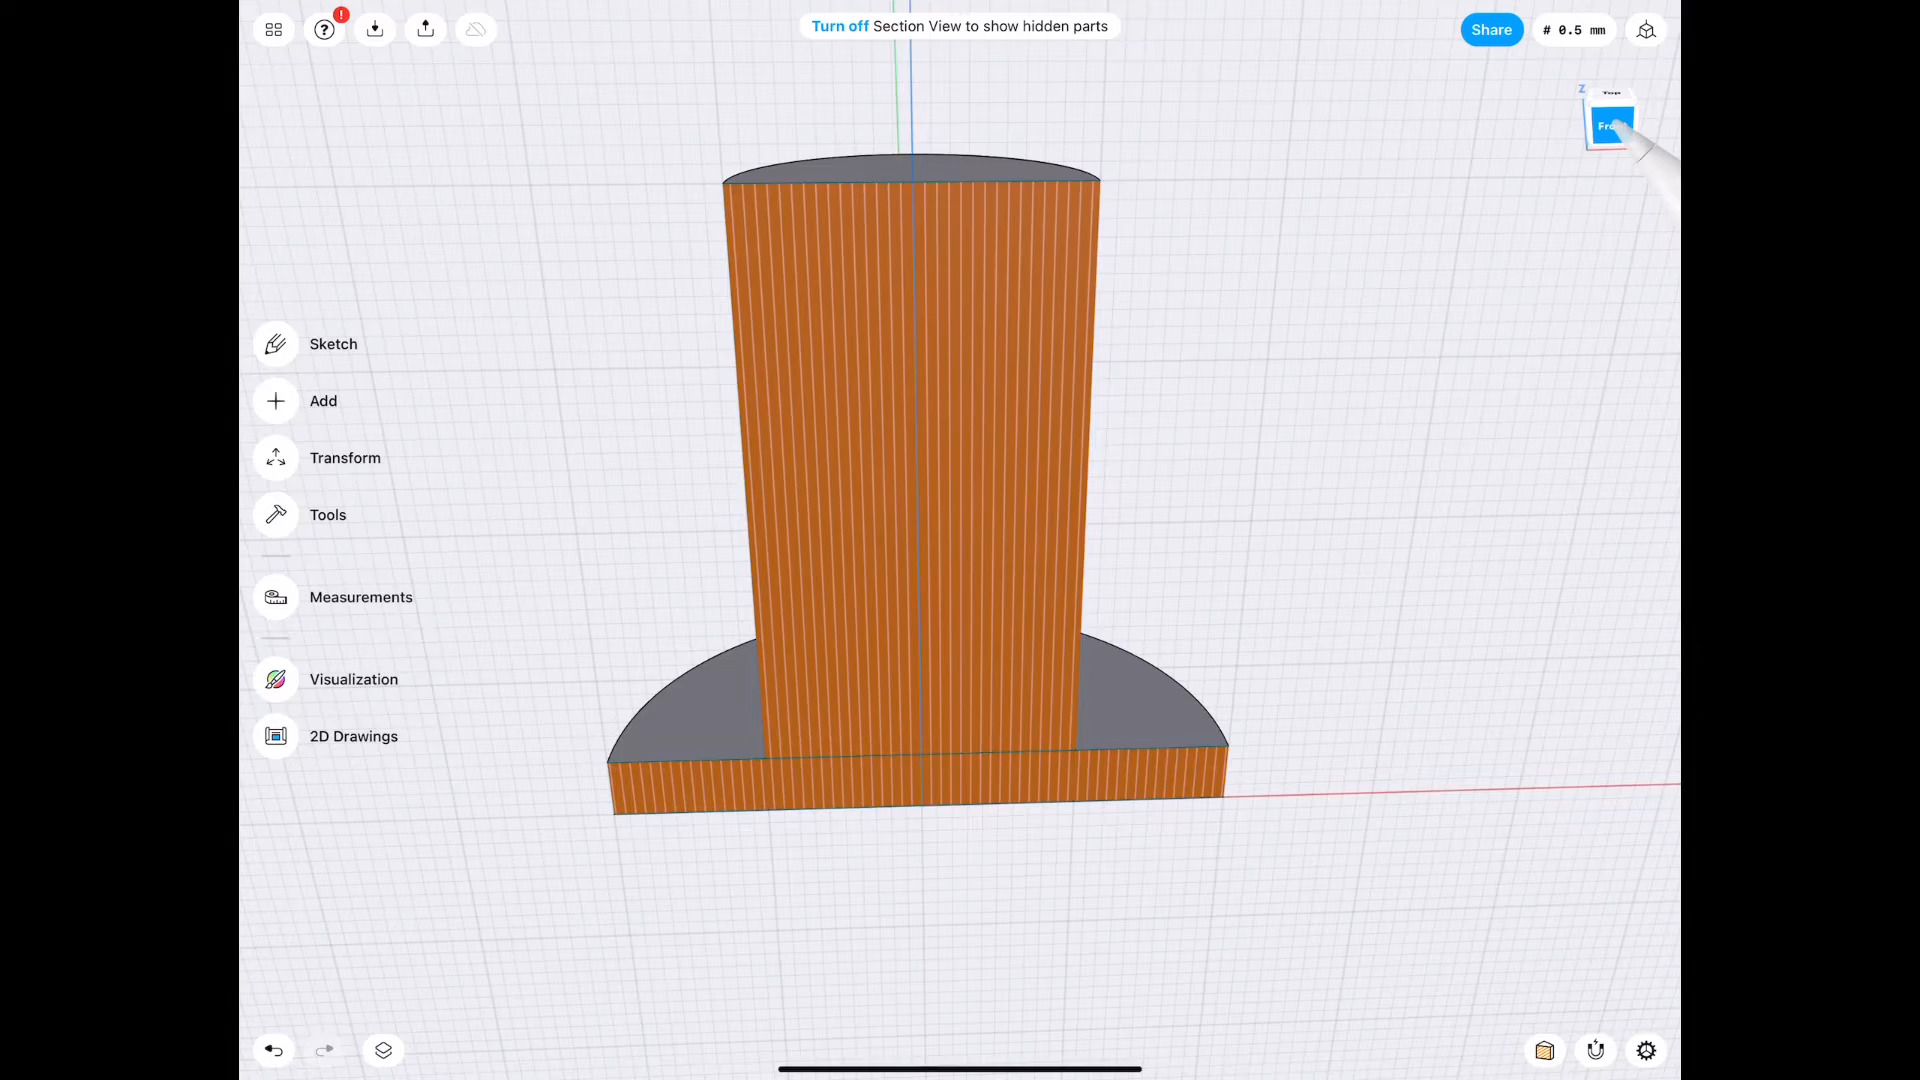 !
?
Turn off Section View to show hidden parts
Share
# 0.5 mm
Z
Top
Sketch
Add
Transform
Tools
Measurements
Visualization
2D Drawings